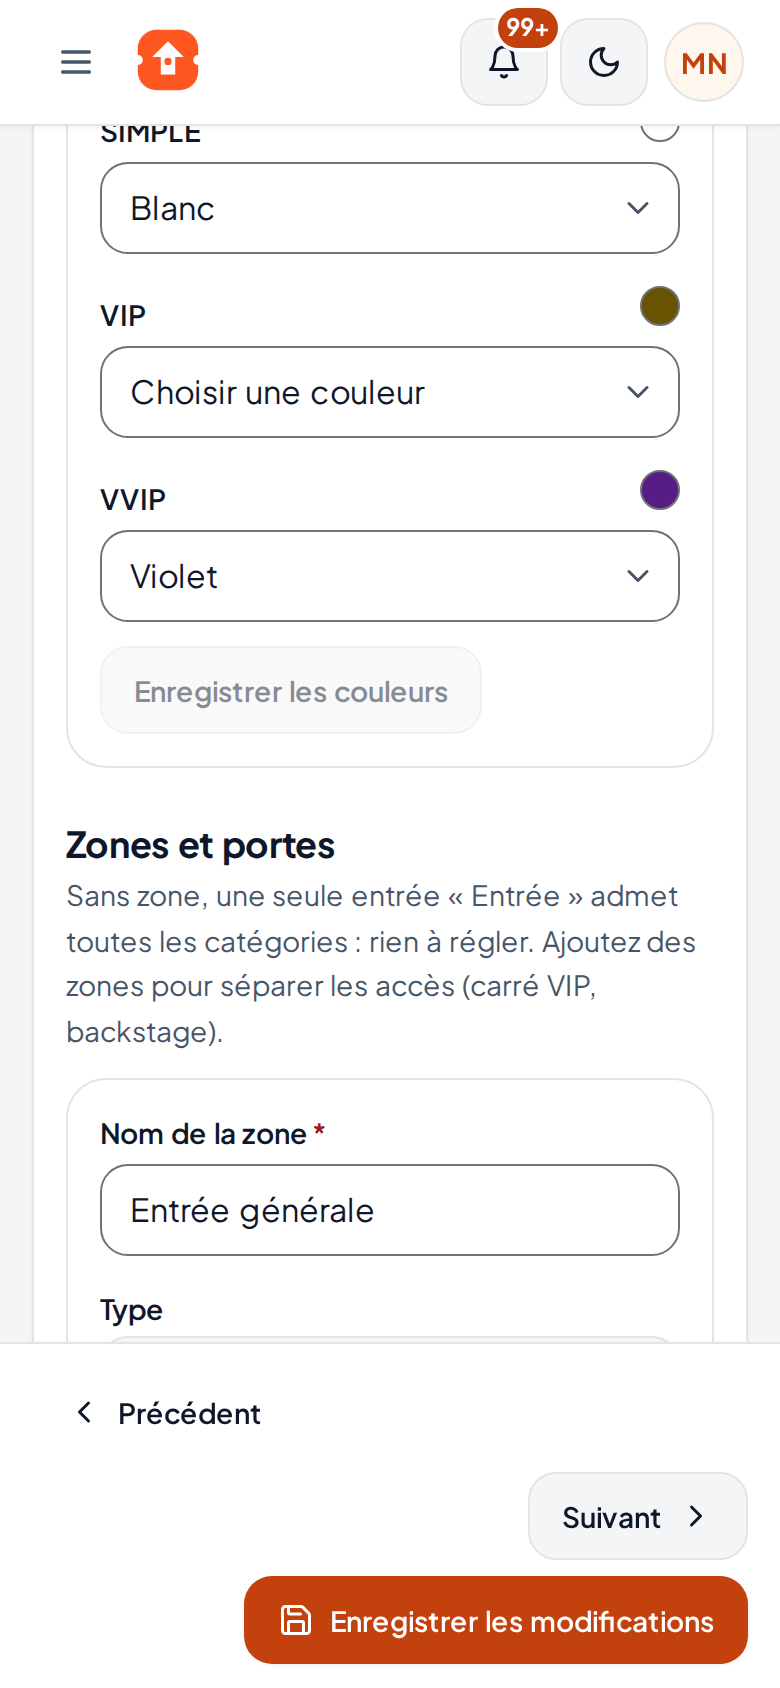 99+
MN
SIMPLE
Blanc
VIP
Choisir une couleur
VVIP
Violet
Enregistrer les couleurs
Zones et portes
Sans zone, une seule entrée « Entrée » admet
toutes les catégories : rien à régler. Ajoutez des
zones pour séparer les accès (carré VIP,
backstage).
Nom de la zone *
Entrée générale
Type
Précédent
Suivant
Enregistrer les modifications